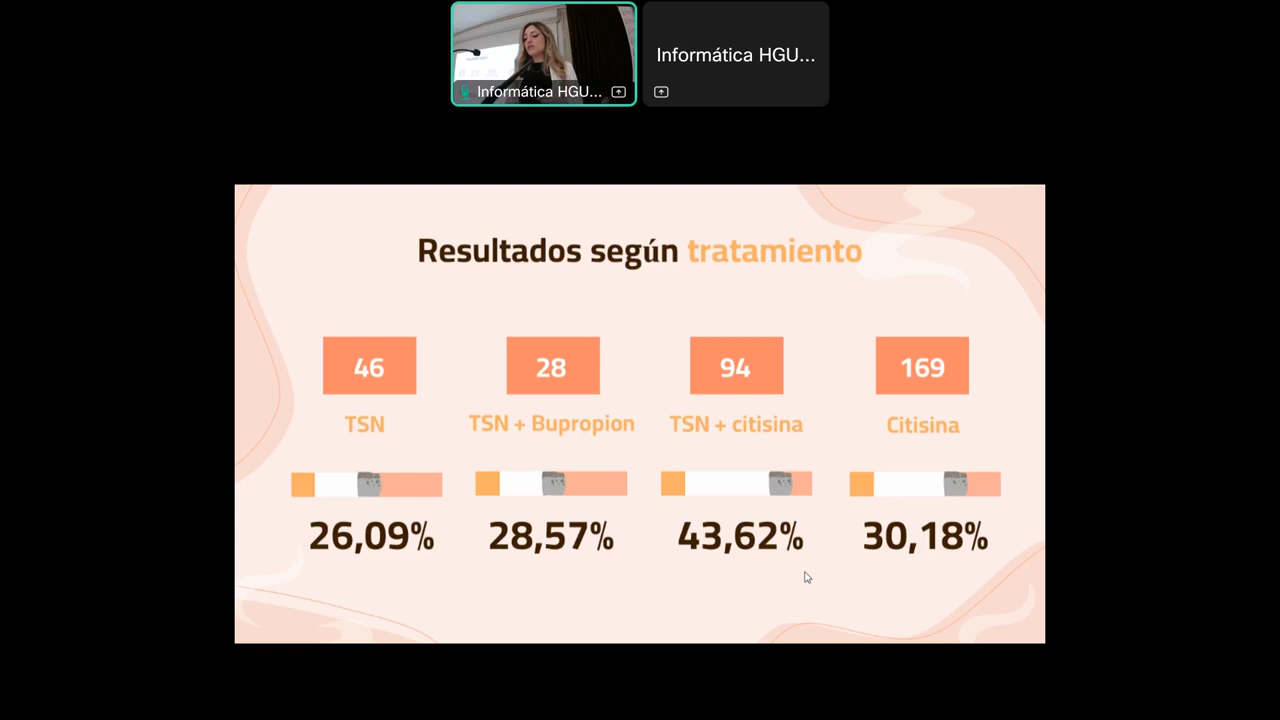 Informática HGU...
Informática HGU...
Resultados según tratamiento
46
28
94
169
TSN
TSN + Bupropion
TSN + citisina
Citisina
26,09%
28,57%
43,62%
30,18%